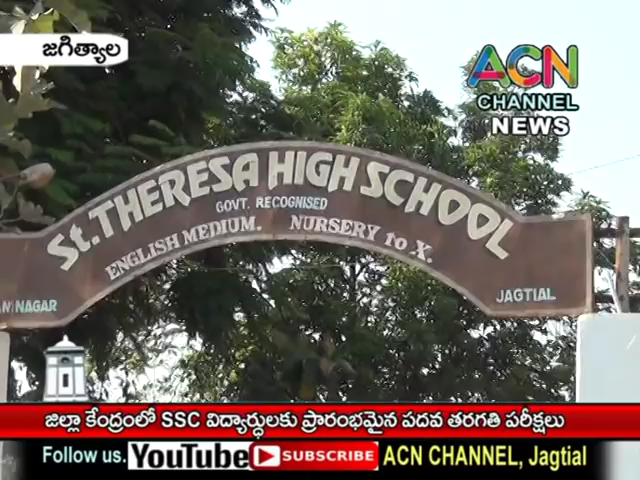 జగిత్యాల
ACN
CHANNEL
NEWS
St. THERESA HIGH SCHOOL
GOVT. RECOGNISED
ENGLISH MEDIUM. NURSERY to X.
NAGAR
JAGTIAL
జిల్లా కేంద్రంలో SSC విద్యార్ధులకు ప్రారంభమైన పదవ తరగతి పరీక్షలు
Follow us. YouTube SUBSCRIBE ACN CHANNEL, Jagtial